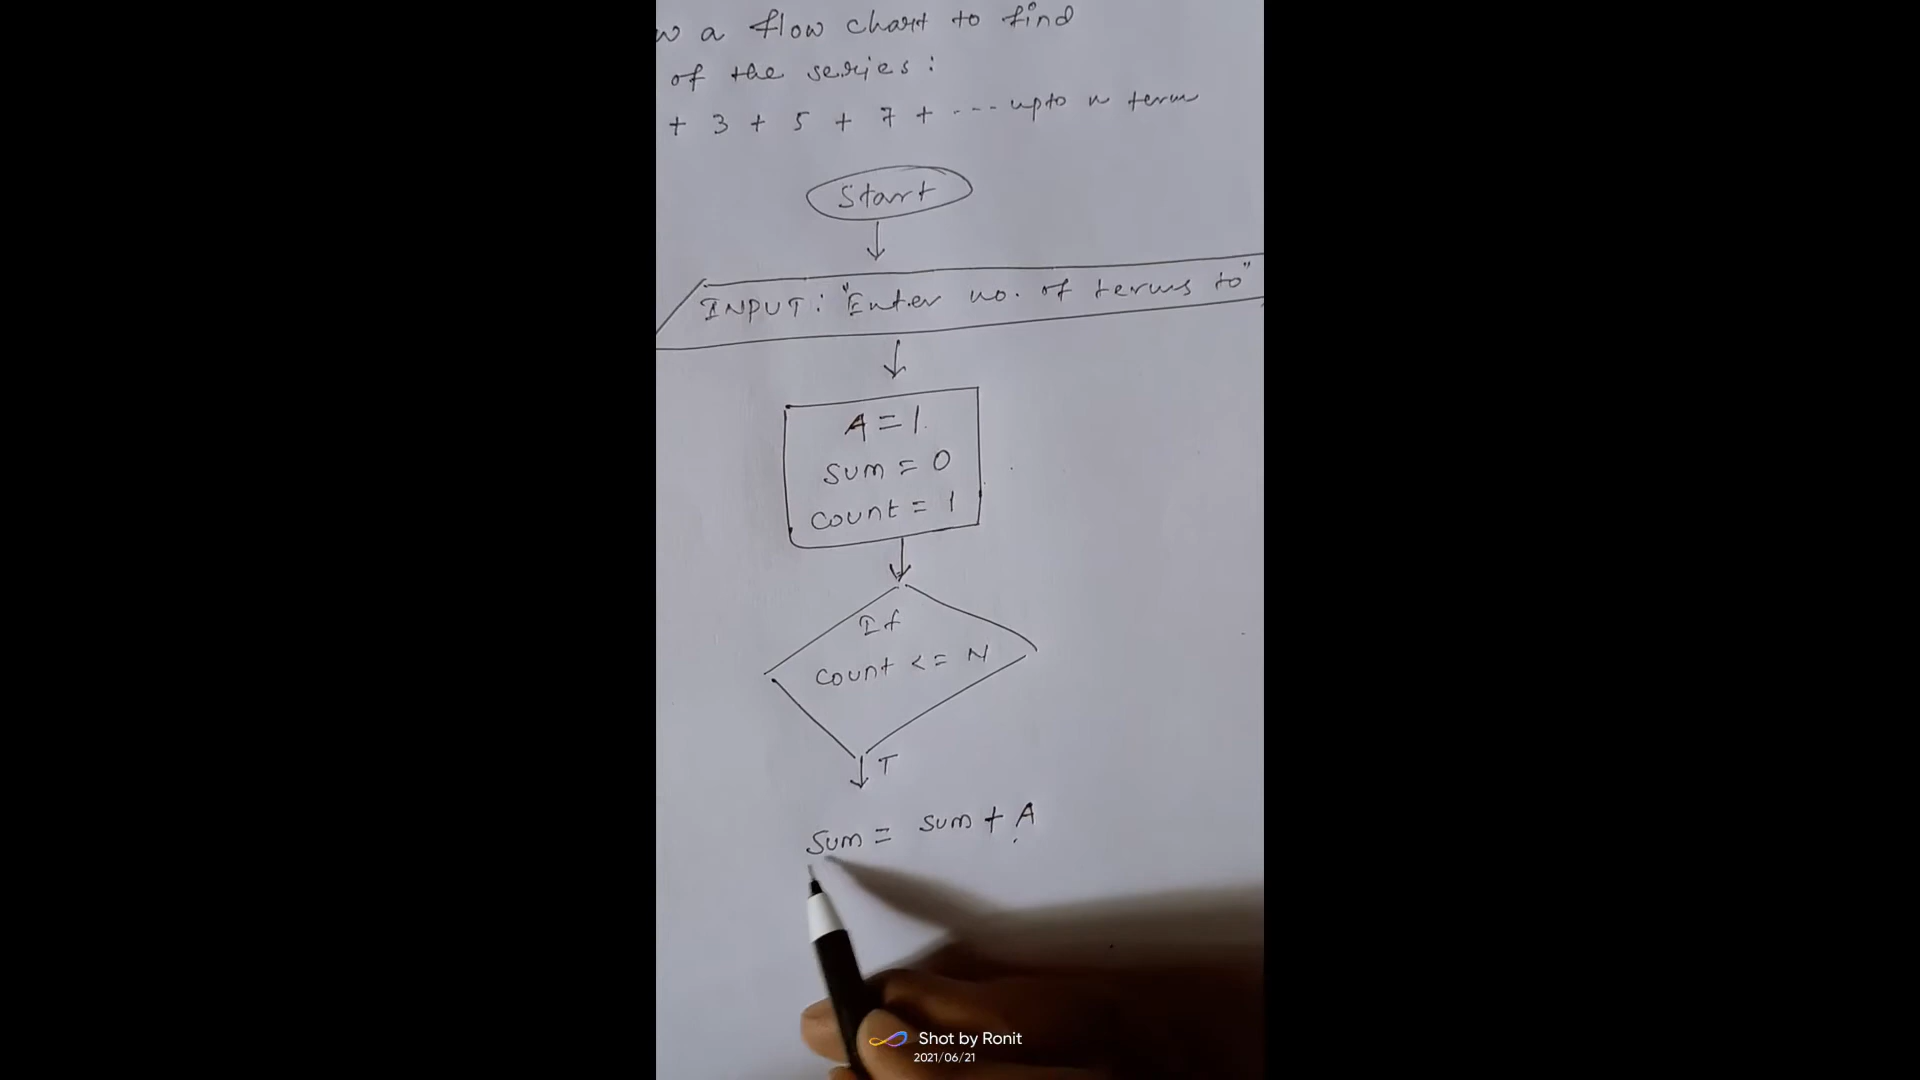 w a flow chart to find
of the series:
+ 3 + 5 + 7 + ---- upto n term
Start
INPUT: "Enter no. of terms to"
A = 1
sum = 0
count = 1
If
count <= N
T
sum = sum + A
Shot by Ronit
2021/06/21